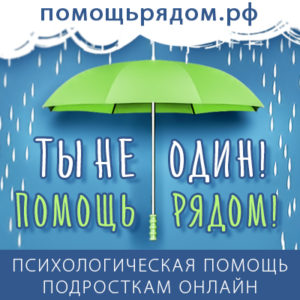 помощьрядом.рф
ТЫ НЕ ОДИН!
ПОМОЩЬ РЯДОМ!
ПСИХОЛОГИЧЕСКАЯ ПОМОЩЬ
ПОДРОСТКАМ ОНЛАЙН